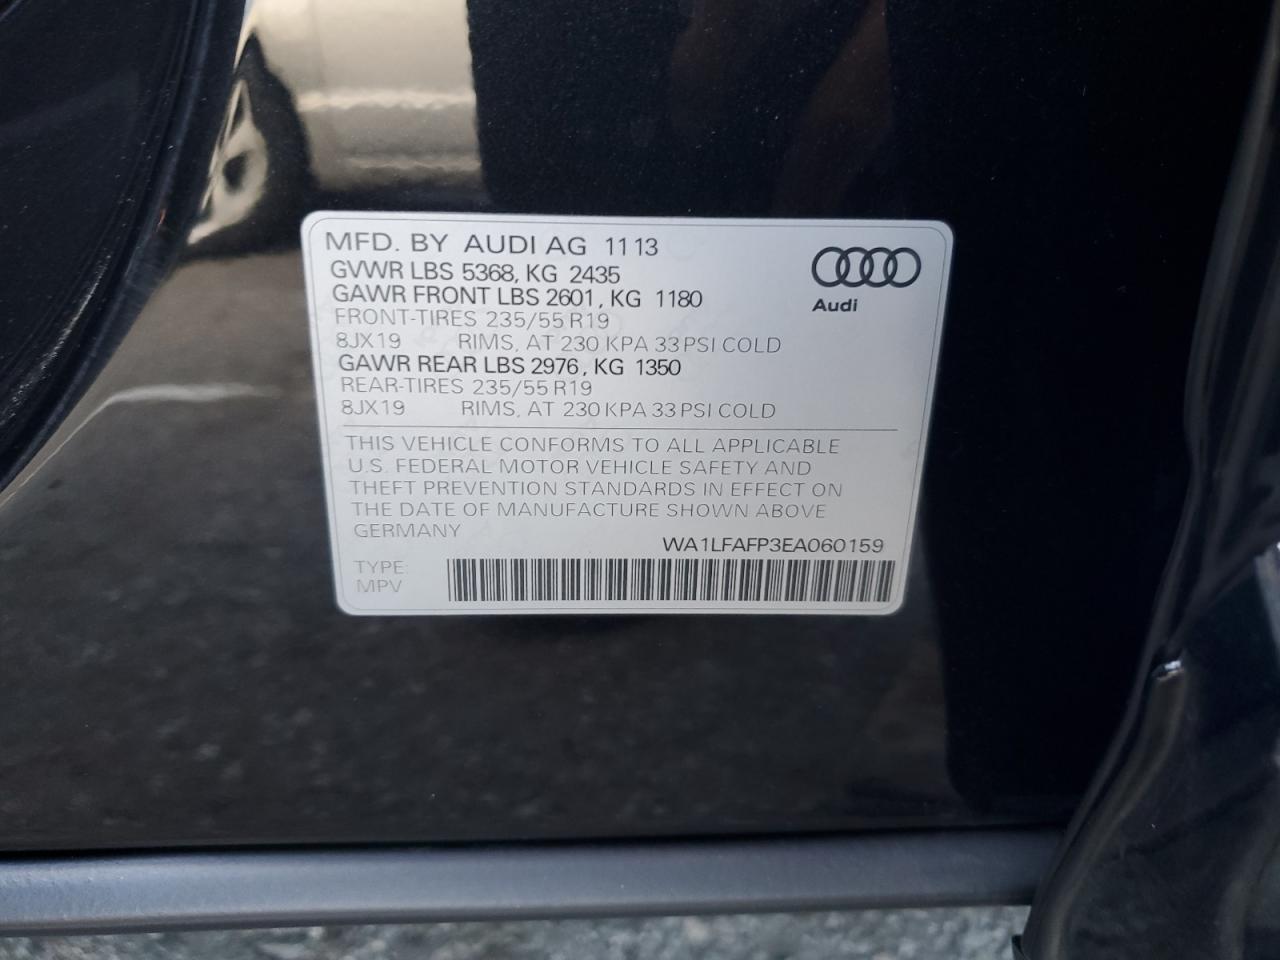 MFD. BY AUDI AG 11 13
GVWR LBS 5368, KG 2435
GAWR FRONT LBS 2601, KG 1180
FRONT-TIRES 235/55 R19
8JX19 RIMS, AT 230 KPA 33 PSI COLD
GAWR REAR LBS 2976, KG 1350
REAR-TIRES 235/55 R19
8JX19 RIMS, AT 230 KPA 33 PSI COLD
Audi
THIS VEHICLE CONFORMS TO ALL APPLICABLE
U.S. FEDERAL MOTOR VEHICLE SAFETY AND
THEFT PREVENTION STANDARDS IN EFFECT ON
THE DATE OF MANUFACTURE SHOWN ABOVE
GERMANY
WA1LFAFP3EA060159
TYPE:
MPV